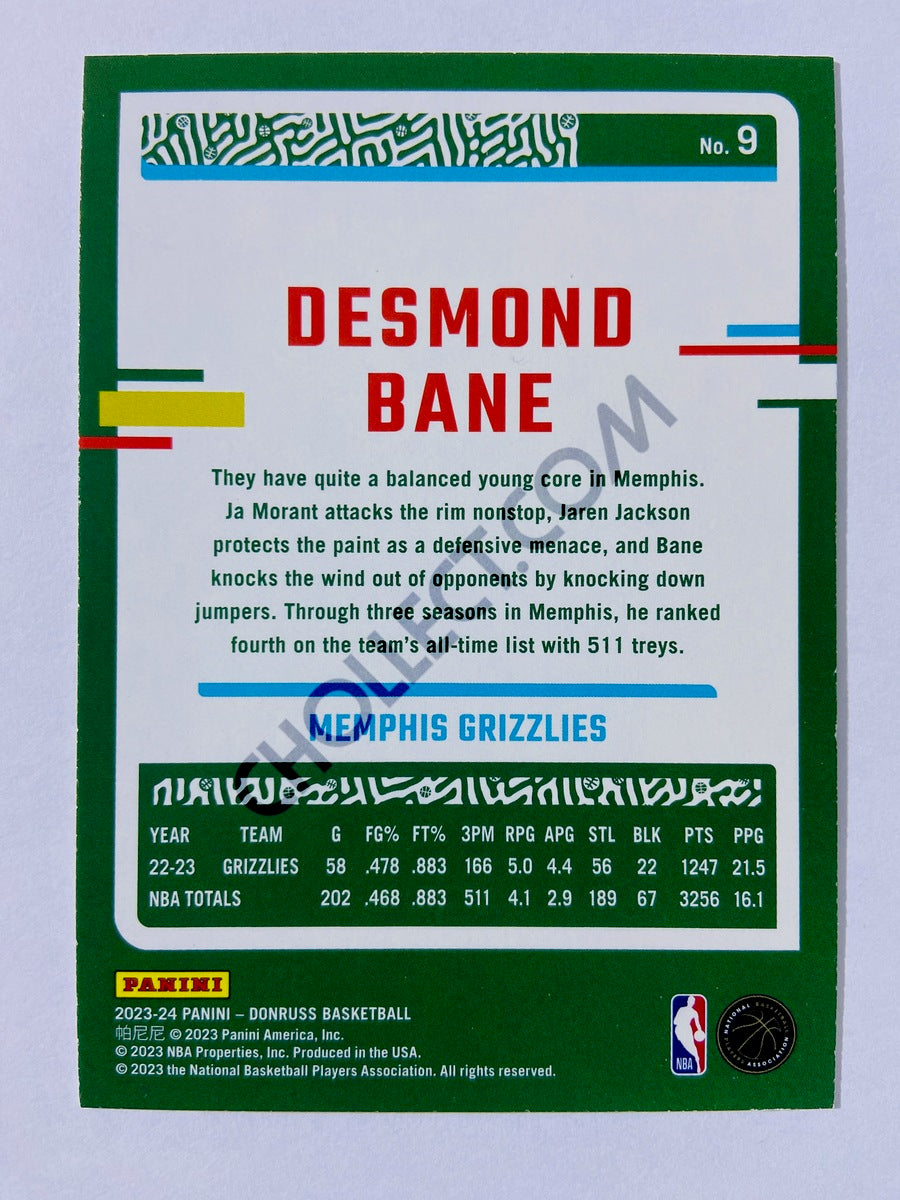 No. 9
DESMOND
BANE
They have quite a balanced young core in Memphis.
Ja Morant attacks the rim nonstop, Jaren Jackson
protects the paint as a defensive menace, and Bane
knocks the wind out of opponents by knocking down
jumpers. Through three seasons in Memphis, he ranked
fourth on the team's all-time list with 511 treys.
CHOLLECT.COM
MEMPHIS GRIZZLIES
YEAR TEAM G FG% FT% 3PM RPG APG STL BLK PTS PPG
22-23 GRIZZLIES 58 .478 .883 166 5.0 4.4 56 22 1247 21.5
NBA TOTALS 202 .468 .883 511 4.1 2.9 189 67 3256 16.1
PANINI
2023-24 PANINI – DONRUSS BASKETBALL
帕尼尼 © 2023 Panini America, Inc.
© 2023 NBA Properties, Inc. Produced in the USA.
© 2023 the National Basketball Players Association. All rights reserved.
NBA
NATIONAL BASKETBALL PLAYERS ASSOCIATION